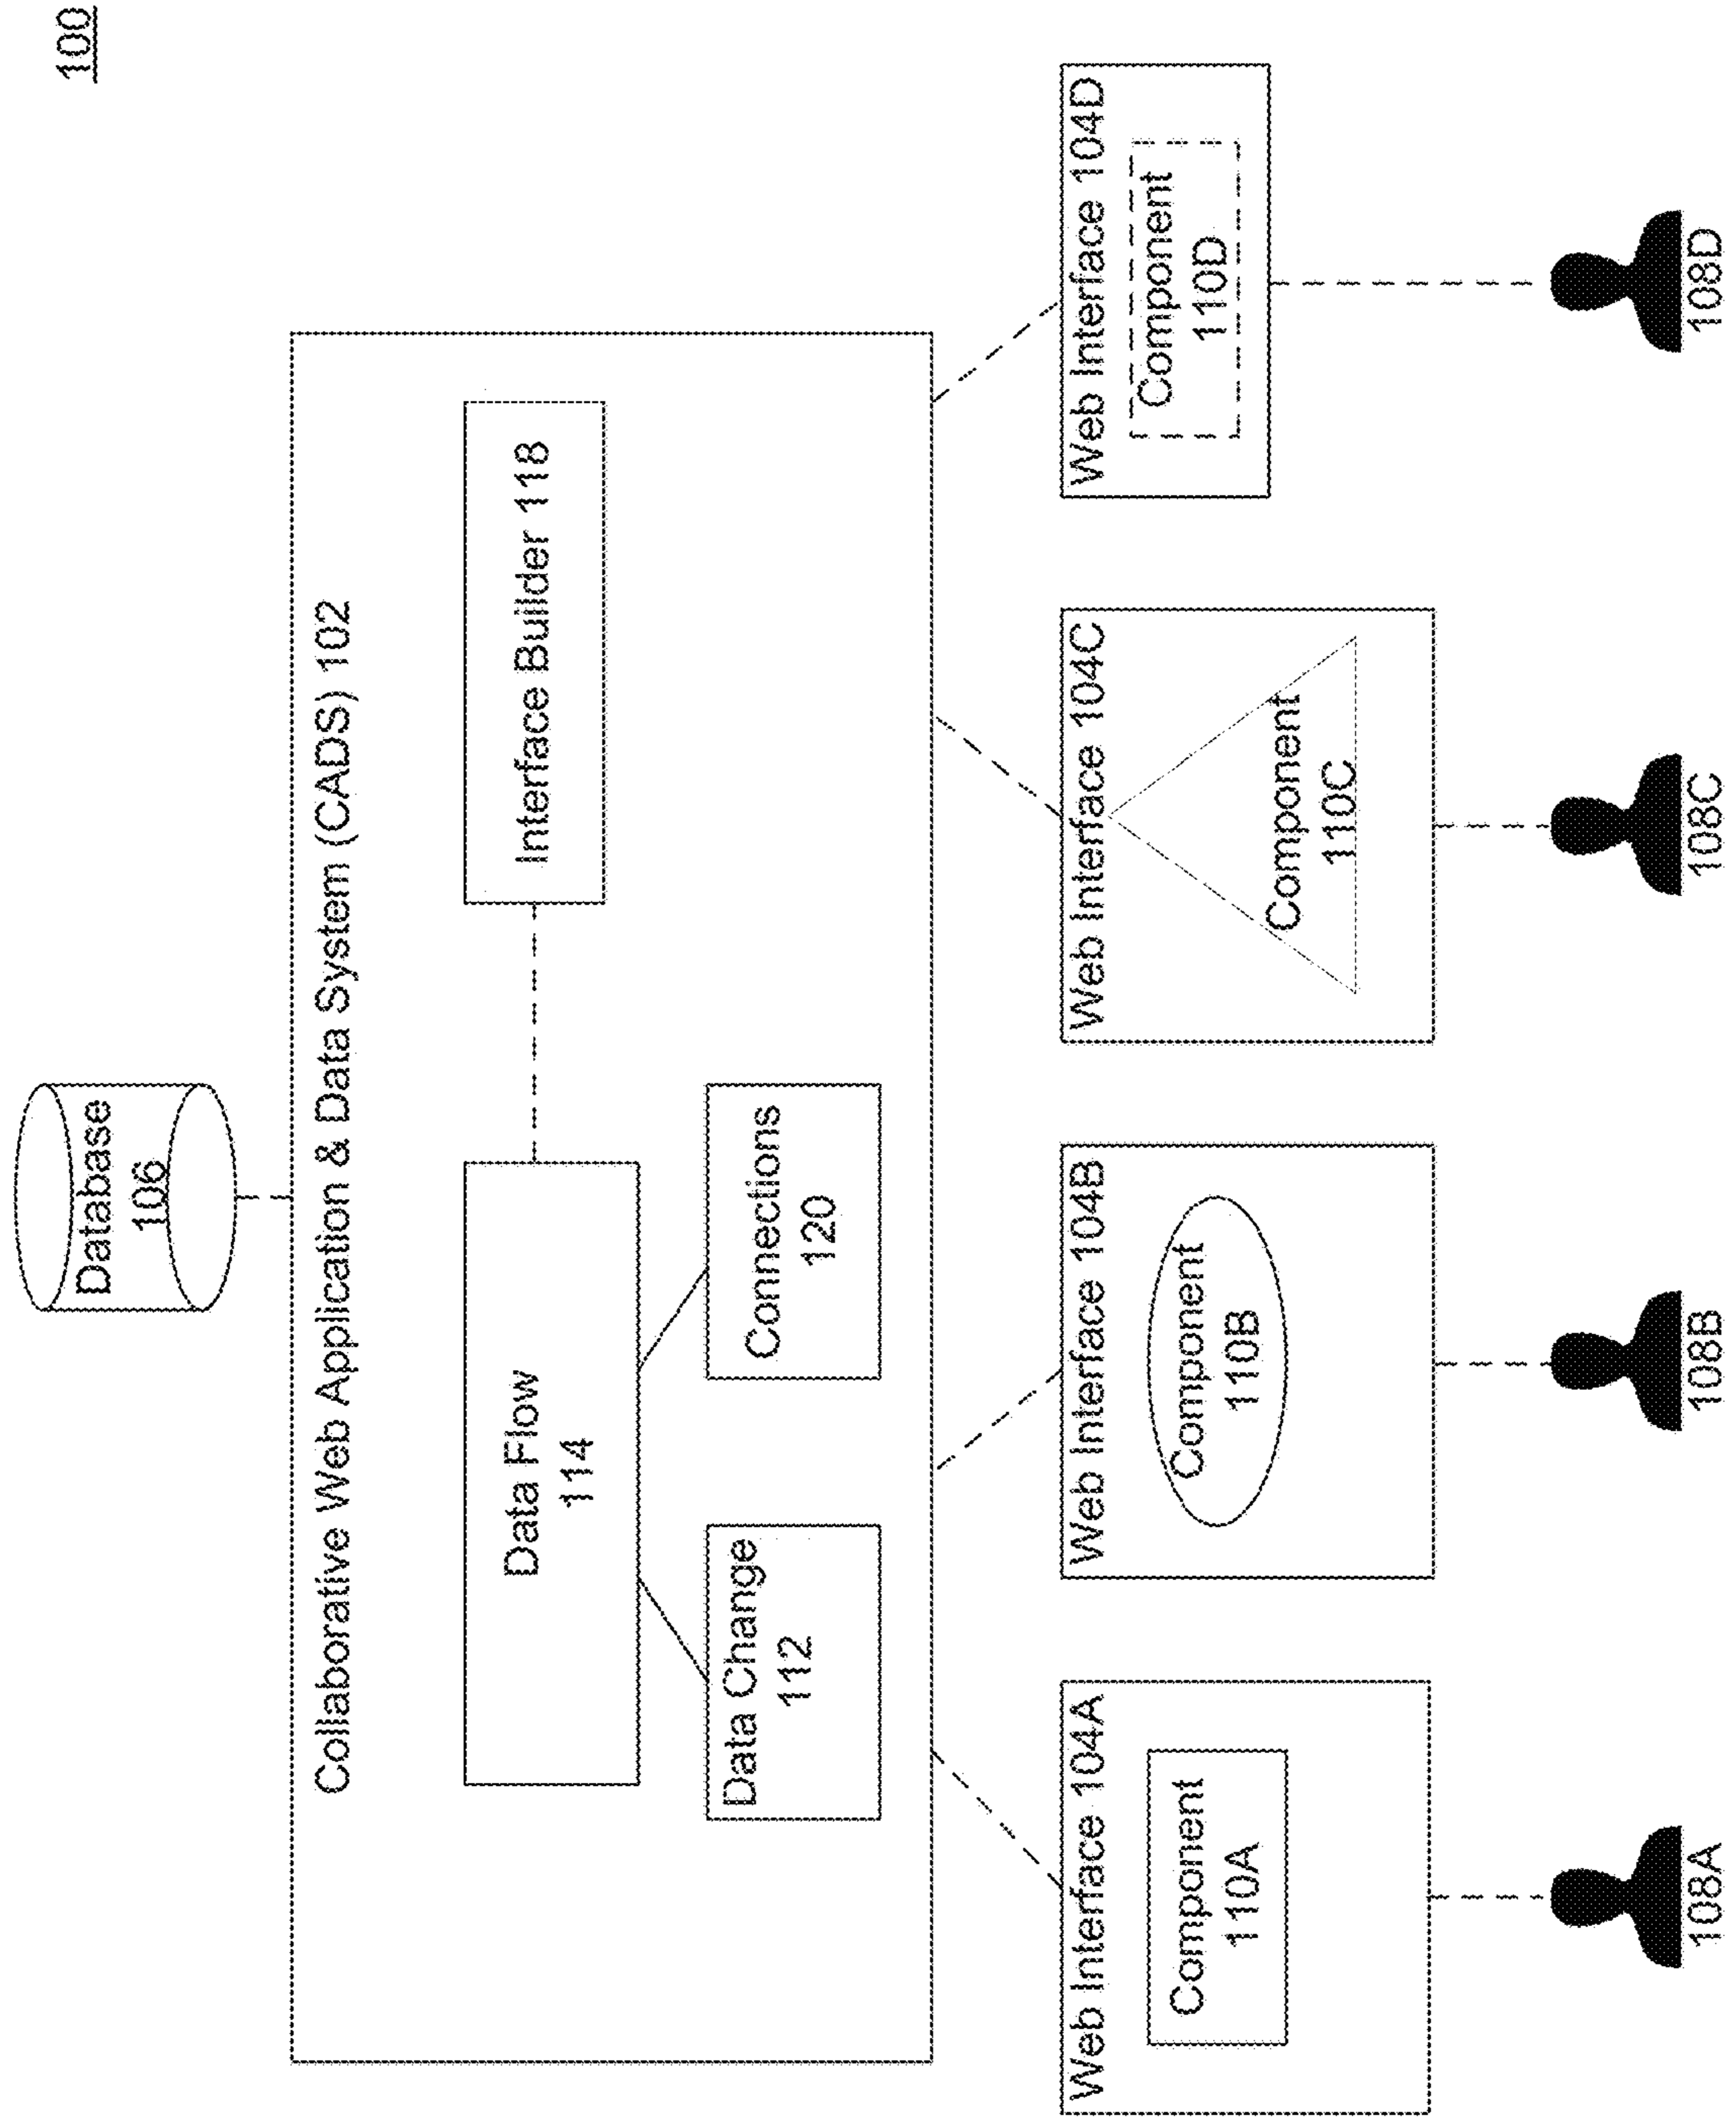 100
Database
106
Collaborative Web Application & Data System (CADS) 102
Data Flow
114
Interface Builder 118
Data Change
112
Connections
120
Web Interface 104A
Component
110A
Web Interface 104B
Component
110B
Web Interface 104C
Component
110C
Web Interface 104D
Component
110D
108A
108B
108C
108D